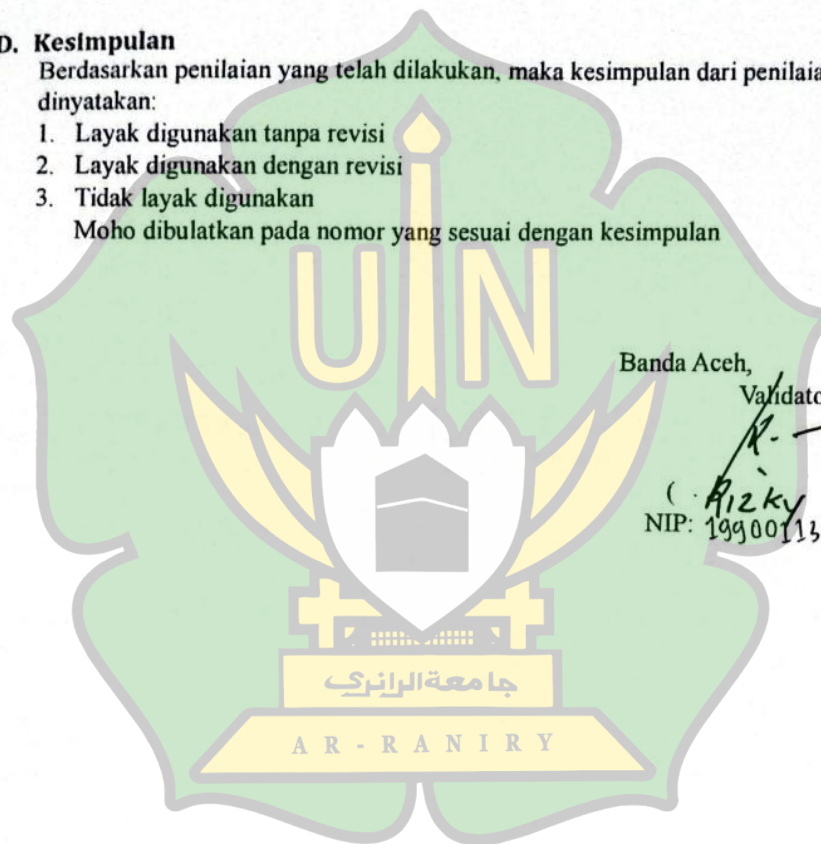 D. Kesimpulan
Berdasarkan penilaian yang telah dilakukan, maka kesimpulan dari penilaia
dinyatakan:
1. Layak digunakan tanpa revisi
2. Layak digunakan dengan revisi
3. Tidak layak digunakan
Moho dibulatkan pada nomor yang sesuai dengan kesimpulan
UIN
Banda Aceh,
Validato
( . Rizky
NIP: 19900113
جامعة الرانري
AR-RANIRY